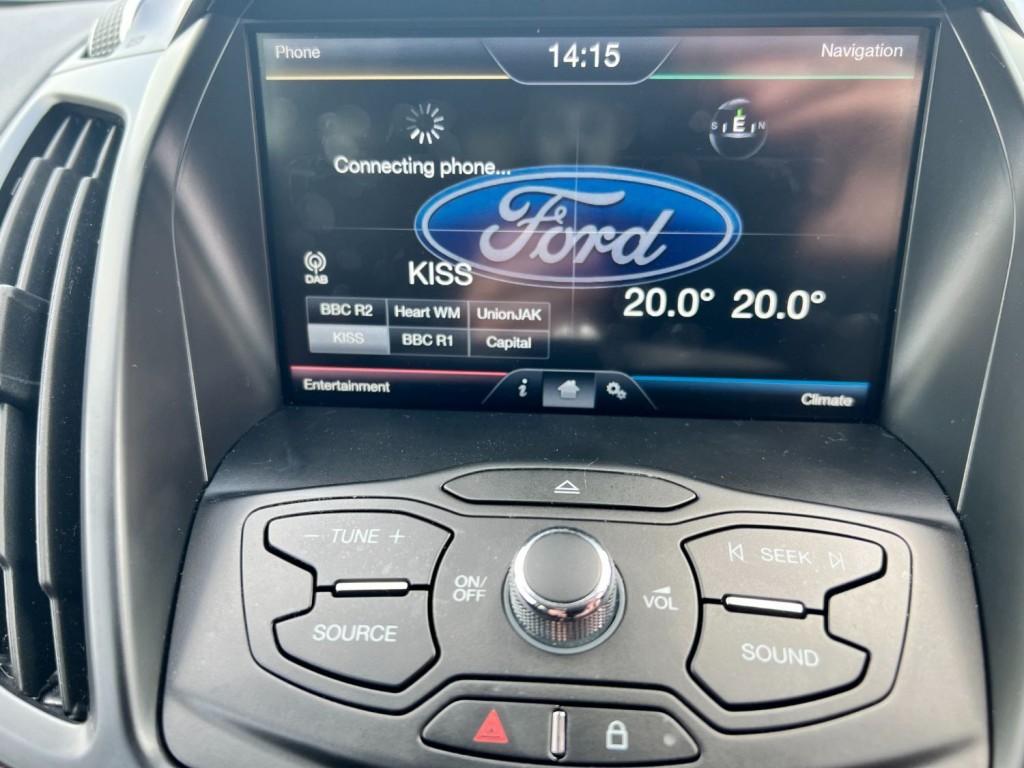 Phone
14:15
Navigation
S E N
Connecting phone...
Ford
DAB
KISS
20.0° 20.0°
BBC R2 Heart WM UnionJAK
KISS BBC R1 Capital
Entertainment
i
Climate
− TUNE +
SEEK
ON/
OFF
VOL
SOURCE
SOUND